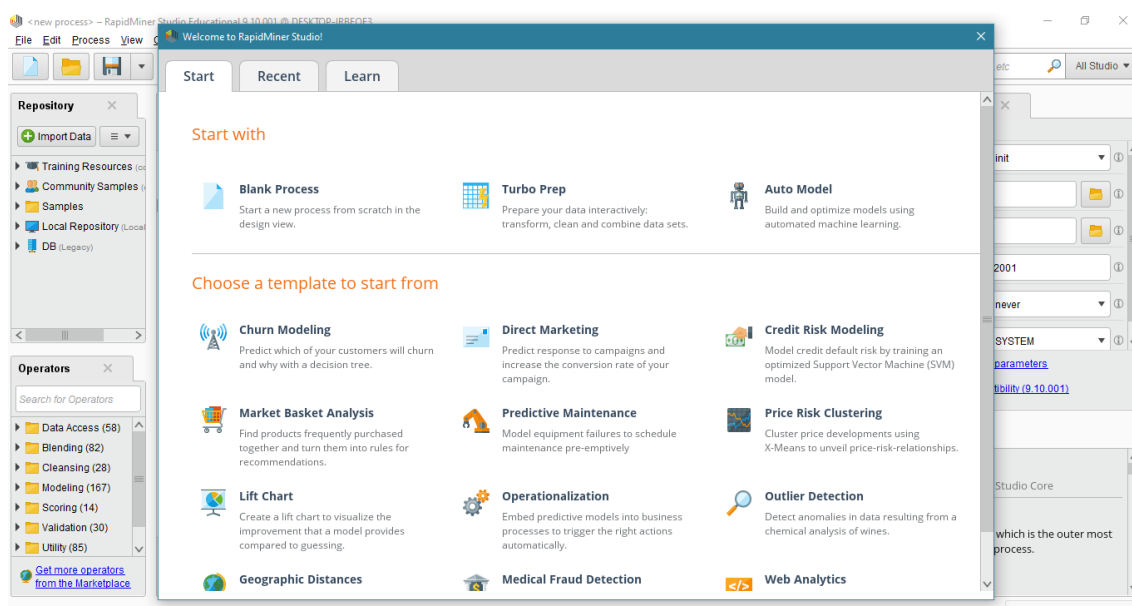 <new process> – RapidMiner Studio Educational 9.10.001 @ DESKTOP-IRBFQF3
File Edit Process View
Welcome to RapidMiner Studio!
etc
All Studio
Start Recent Learn
Repository
Import Data
Training Resources
Community Samples
Samples
Local Repository (Local
DB (Legacy)
Operators
Search for Operators
Data Access (58)
Blending (82)
Cleansing (28)
Modeling (167)
Scoring (14)
Validation (30)
Utility (85)
Get more operators
from the Marketplace
Start with
Blank Process
Start a new process from scratch in the
design view.
Turbo Prep
Prepare your data interactively:
transform, clean and combine data sets.
Auto Model
Build and optimize models using
automated machine learning.
Choose a template to start from
Churn Modeling
Predict which of your customers will churn
and why with a decision tree.
Direct Marketing
Predict response to campaigns and
increase the conversion rate of your
campaign.
Credit Risk Modeling
Model credit default risk by training an
optimized Support Vector Machine (SVM)
model.
Market Basket Analysis
Find products frequently purchased
together and turn them into rules for
recommendations.
Predictive Maintenance
Model equipment failures to schedule
maintenance pre-emptively
Price Risk Clustering
Cluster price developments using
X-Means to unveil price-risk-relationships.
Lift Chart
Create a lift chart to visualize the
improvement that a model provides
compared to guessing.
Operationalization
Embed predictive models into business
processes to trigger the right actions
automatically.
Outlier Detection
Detect anomalies in data resulting from a
chemical analysis of wines.
Geographic Distances
Medical Fraud Detection
Web Analytics
init
2001
never
SYSTEM
parameters
tibility (9.10.001)
Studio Core
which is the outer most
process.